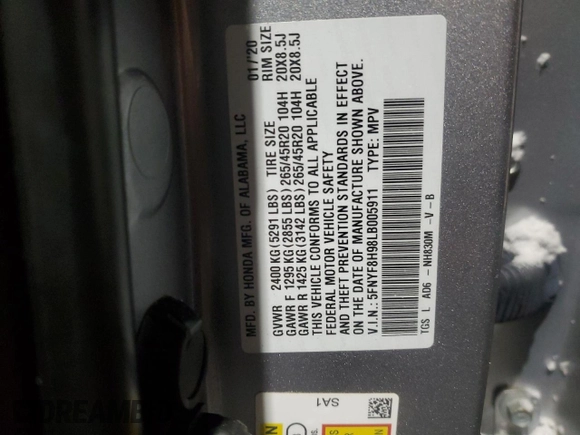 MFD. BY HONDA MFG. OF ALABAMA, LLC 01/'20
GVWR 2400 KG (5291 LBS) TIRE SIZE RIM SIZE
GAWR F 1295 KG (2855 LBS) 265/45R20 104H 20X8.5J
GAWR R 1425 KG (3142 LBS) 265/45R20 104H 20X8.5J
THIS VEHICLE CONFORMS TO ALL APPLICABLE
FEDERAL MOTOR VEHICLE SAFETY
AND THEFT PREVENTION STANDARDS IN EFFECT
ON THE DATE OF MANUFACTURE SHOWN ABOVE.
V.I.N.: 5FNYF8H98LB005911 TYPE: MPV
TGS L AD6 - NH830M - V - B
SA1